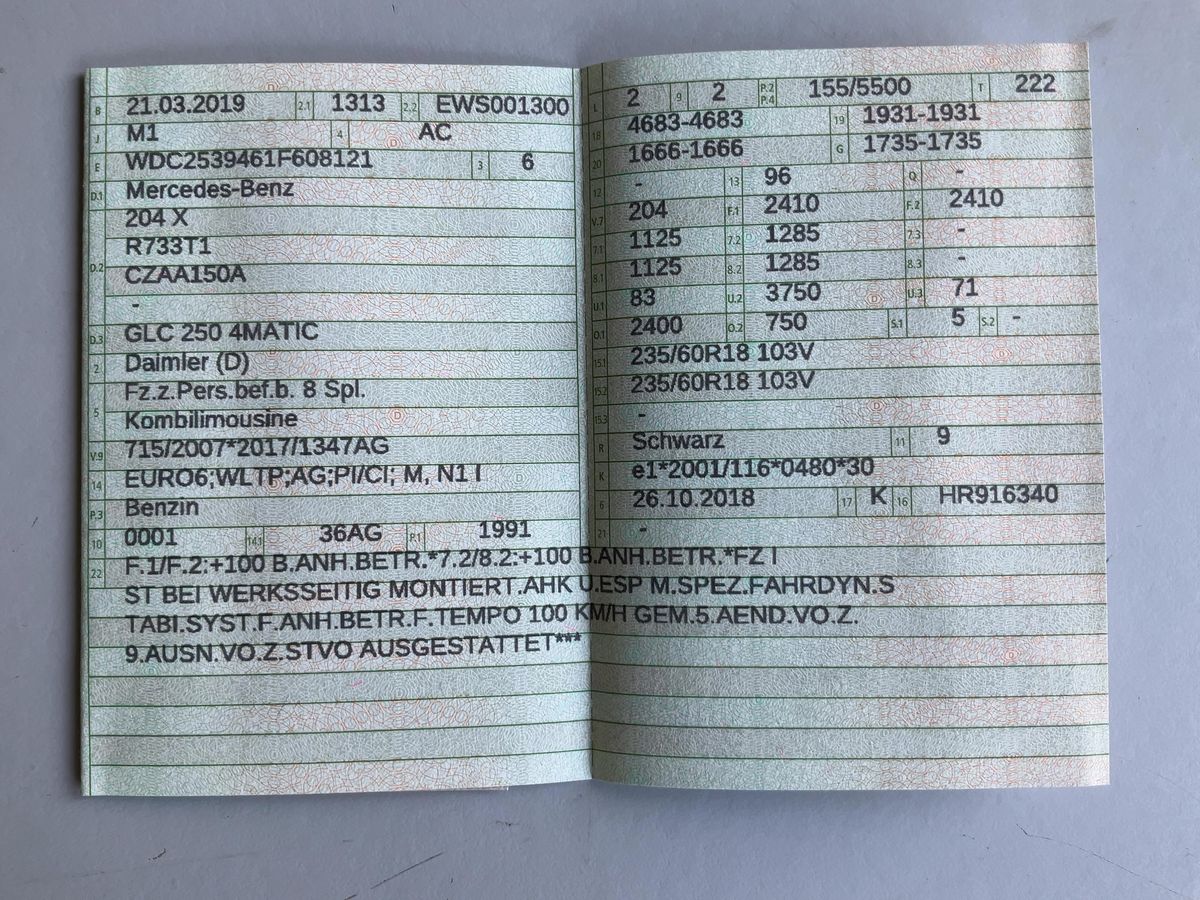 B 21.03.2019 2.1 1313 2.2 EWS001300
J M1 4 AC
E WDC2539461F608121 3 6
D.1 Mercedes-Benz
204 X
R733T1
D.2 CZAA150A
-
D.3 GLC 250 4MATIC
2 Daimler (D)
Fz.z.Pers.bef.b. 8 Spl.
5 Kombilimousine
V.9 715/2007*2017/1347AG
14 EURO6;WLTP;AG;PI/CI; M, N1 I
P.3 Benzin
10 0001 14.1 36AG P.1 1991
L 2 9 2 P.2 P.4 155/5500 T 222
18 4683-4683 19 1931-1931
20 1666-1666 G 1735-1735
12 - 13 96 Q -
V.7 204 F.1 2410 F.2 2410
7.1 1125 7.2 1285 7.3 -
8.1 1125 8.2 1285 8.3 -
U.1 83 U.2 3750 U.3 71
O.1 2400 O.2 750 S.1 5 S.2 -
15.1 235/60R18 103V
15.2 235/60R18 103V
15.3 -
R Schwarz 11 9
K e1*2001/116*0480*30
6 26.10.2018 17 K 16 HR916340
21 -
22 F.1/F.2:+100 B.ANH.BETR.*7.2/8.2:+100 B.ANH.BETR.*FZ I
ST BEI WERKSSEITIG MONTIERT.AHK U.ESP M.SPEZ.FAHRDYN.S
TABI.SYST.F.ANH.BETR.F.TEMPO 100 KM/H GEM.5.AEND.VO.Z.
9.AUSN.VO.Z.STVO AUSGESTATTET***